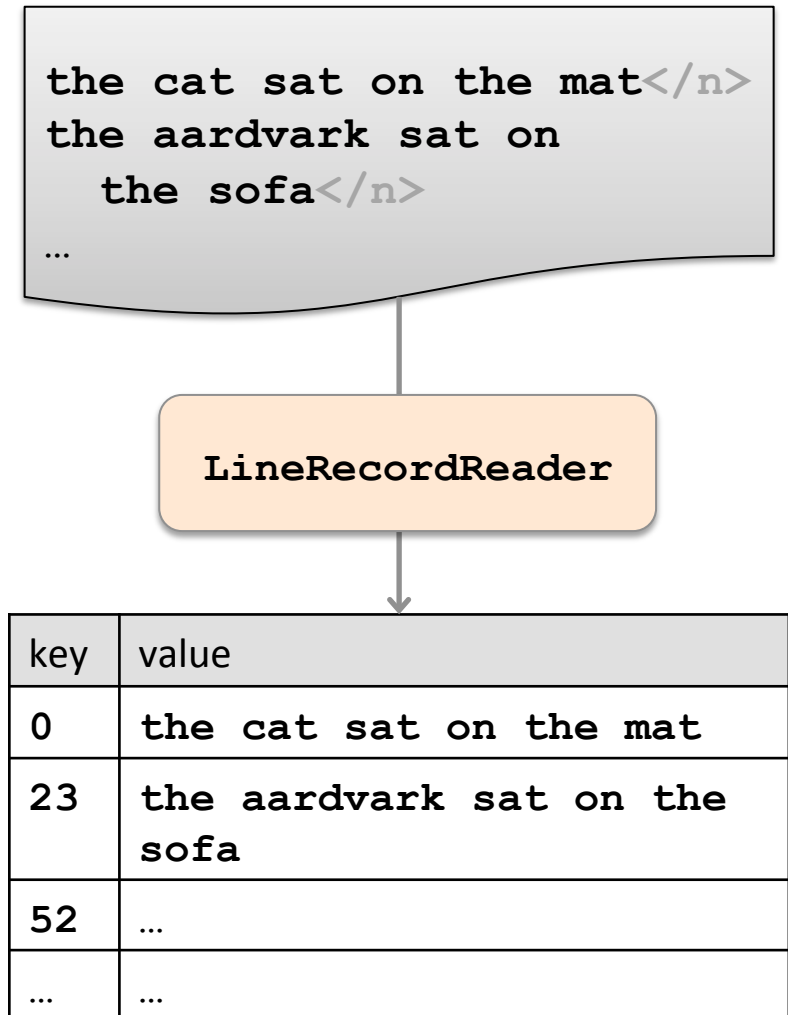 the cat sat on the mat</n>
the aardvark sat on
the sofa</n>
…
LineRecordReader
key value
0 the cat sat on the mat
23 the aardvark sat on the
sofa
52 …
… …